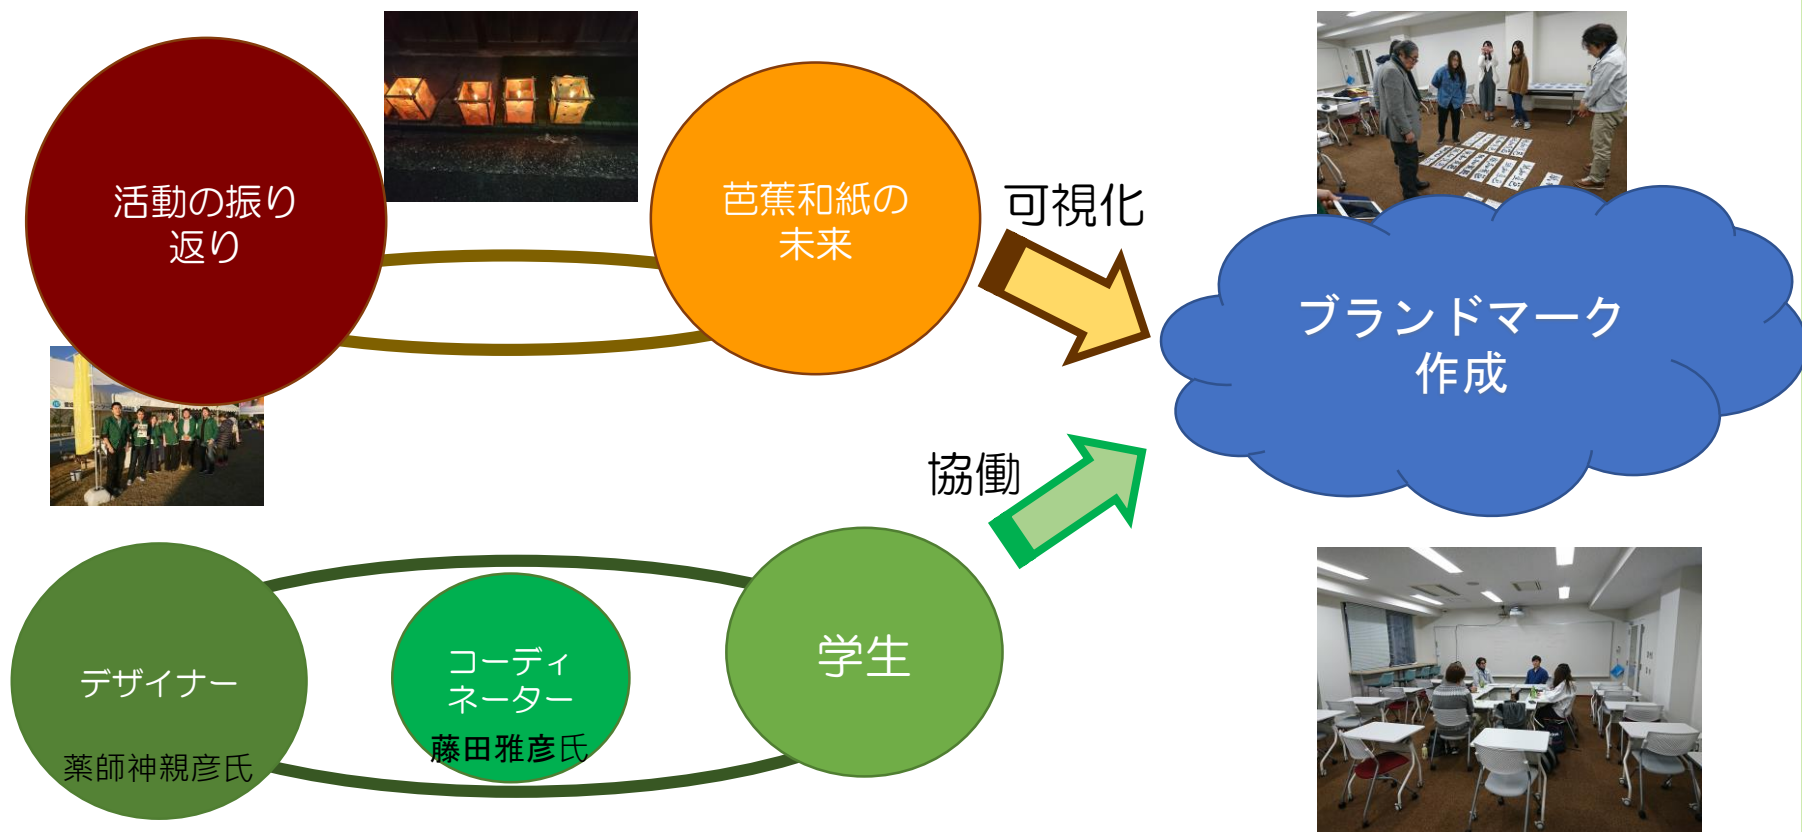 活動の振り
返り
芭蕉和紙の
未来
可視化
ブランドマーク
作成
協働
デザイナー
薬師神親彦氏
コーディ
ネーター
藤田雅彦氏
学生